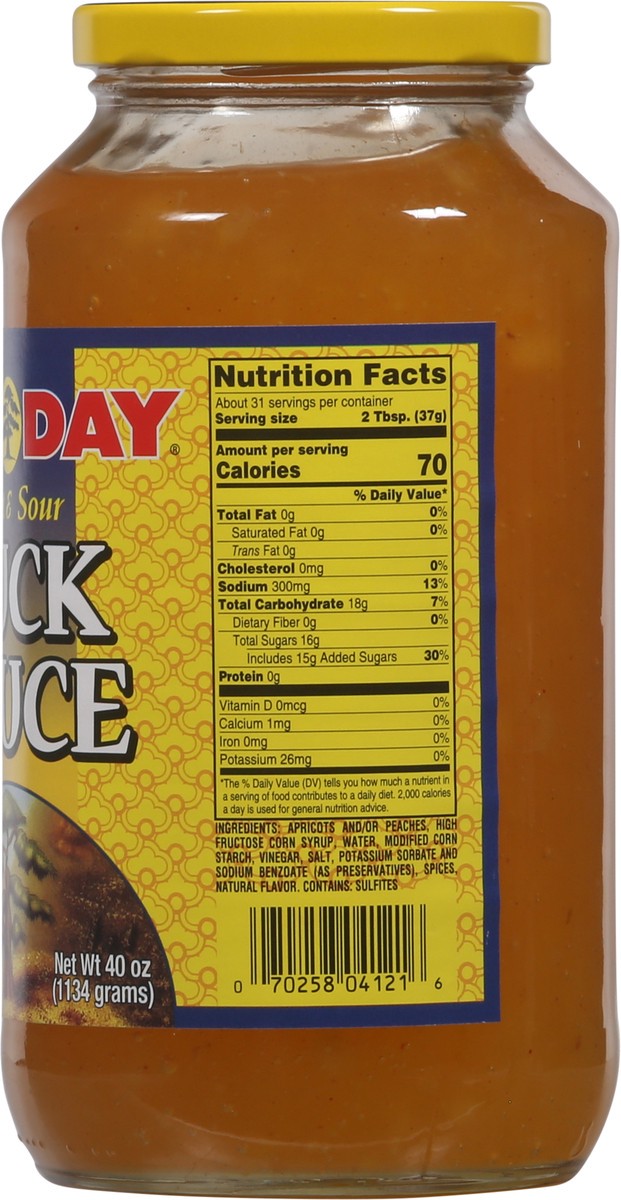 DAY®
& Sour
UCK
UCE
Net Wt 40 oz
(1134 grams)
Nutrition Facts
About 31 servings per container
Serving size 2 Tbsp. (37g)
Amount per serving
Calories 70
% Daily Value*
Total Fat 0g 0%
Saturated Fat 0g 0%
Trans Fat 0g
Cholesterol 0mg 0%
Sodium 300mg 13%
Total Carbohydrate 18g 7%
Dietary Fiber 0g 0%
Total Sugars 16g
Includes 15g Added Sugars 30%
Protein 0g
Vitamin D 0mcg 0%
Calcium 1mg 0%
Iron 0mg 0%
Potassium 26mg 0%
*The % Daily Value (DV) tells you how much a nutrient in
a serving of food contributes to a daily diet. 2,000 calories
a day is used for general nutrition advice.
INGREDIENTS: APRICOTS AND/OR PEACHES, HIGH
FRUCTOSE CORN SYRUP, WATER, MODIFIED CORN
STARCH, VINEGAR, SALT, POTASSIUM SORBATE AND
SODIUM BENZOATE (AS PRESERVATIVES), SPICES,
NATURAL FLAVOR. CONTAINS: SULFITES
0 70258 04121 6